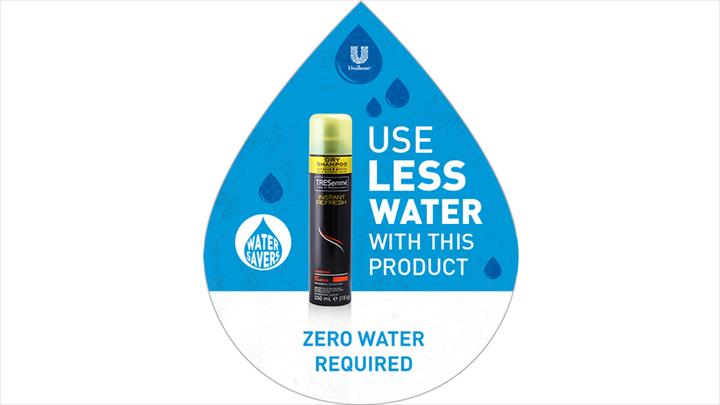 Unilever
USE
LESS
WATER
WITH THIS
PRODUCT
WATER
SAVERS
DRY
SHAMPOO
TRESemmé
INSTANT
REFRESH
250 mL e
ZERO WATER
REQUIRED